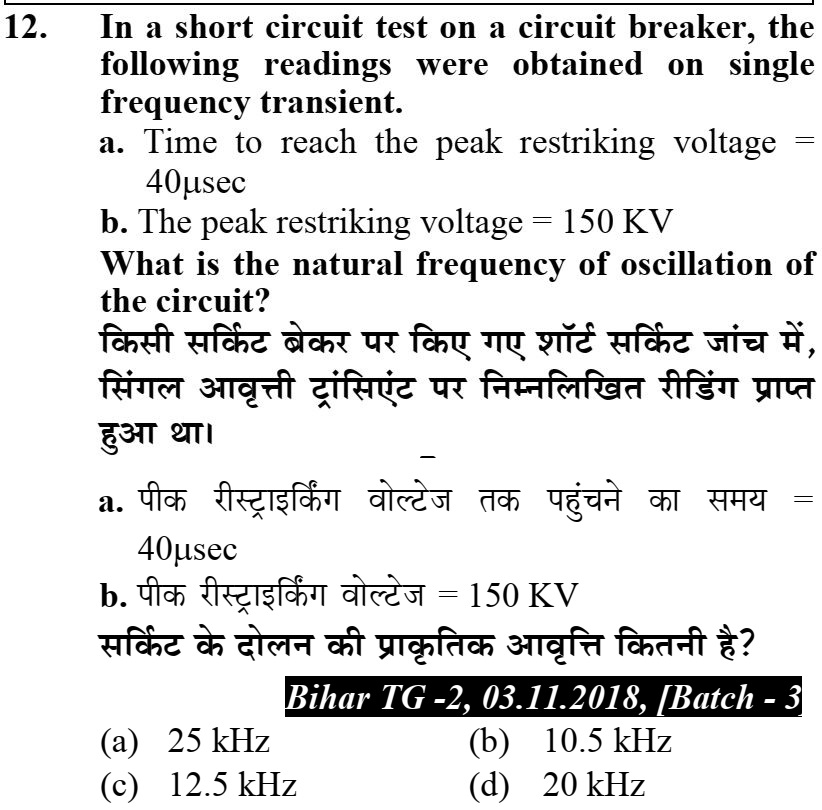 12. In a short circuit test on a circuit breaker, the
following readings were obtained on single
frequency transient.
a. Time to reach the peak restriking voltage =
40μsec
b. The peak restriking voltage = 150 KV
What is the natural frequency of oscillation of
the circuit?
किसी सर्किट ब्रेकर पर किए गए शॉर्ट सर्किट जांच में,
सिंगल आवृत्ती ट्रांसिएंट पर निम्नलिखित रीडिंग प्राप्त
हुआ था।
a. पीक रीस्ट्राइर्किंग वोल्टेज तक पहुंचने का समय =
40μsec
b. पीक रीस्ट्राइर्किंग वोल्टेज = 150 KV
सर्किट के दोलन की प्राकृतिक आवृत्ति कितनी है?
Bihar TG -2, 03.11.2018, [Batch - 3
(a) 25 kHz (b) 10.5 kHz
(c) 12.5 kHz (d) 20 kHz